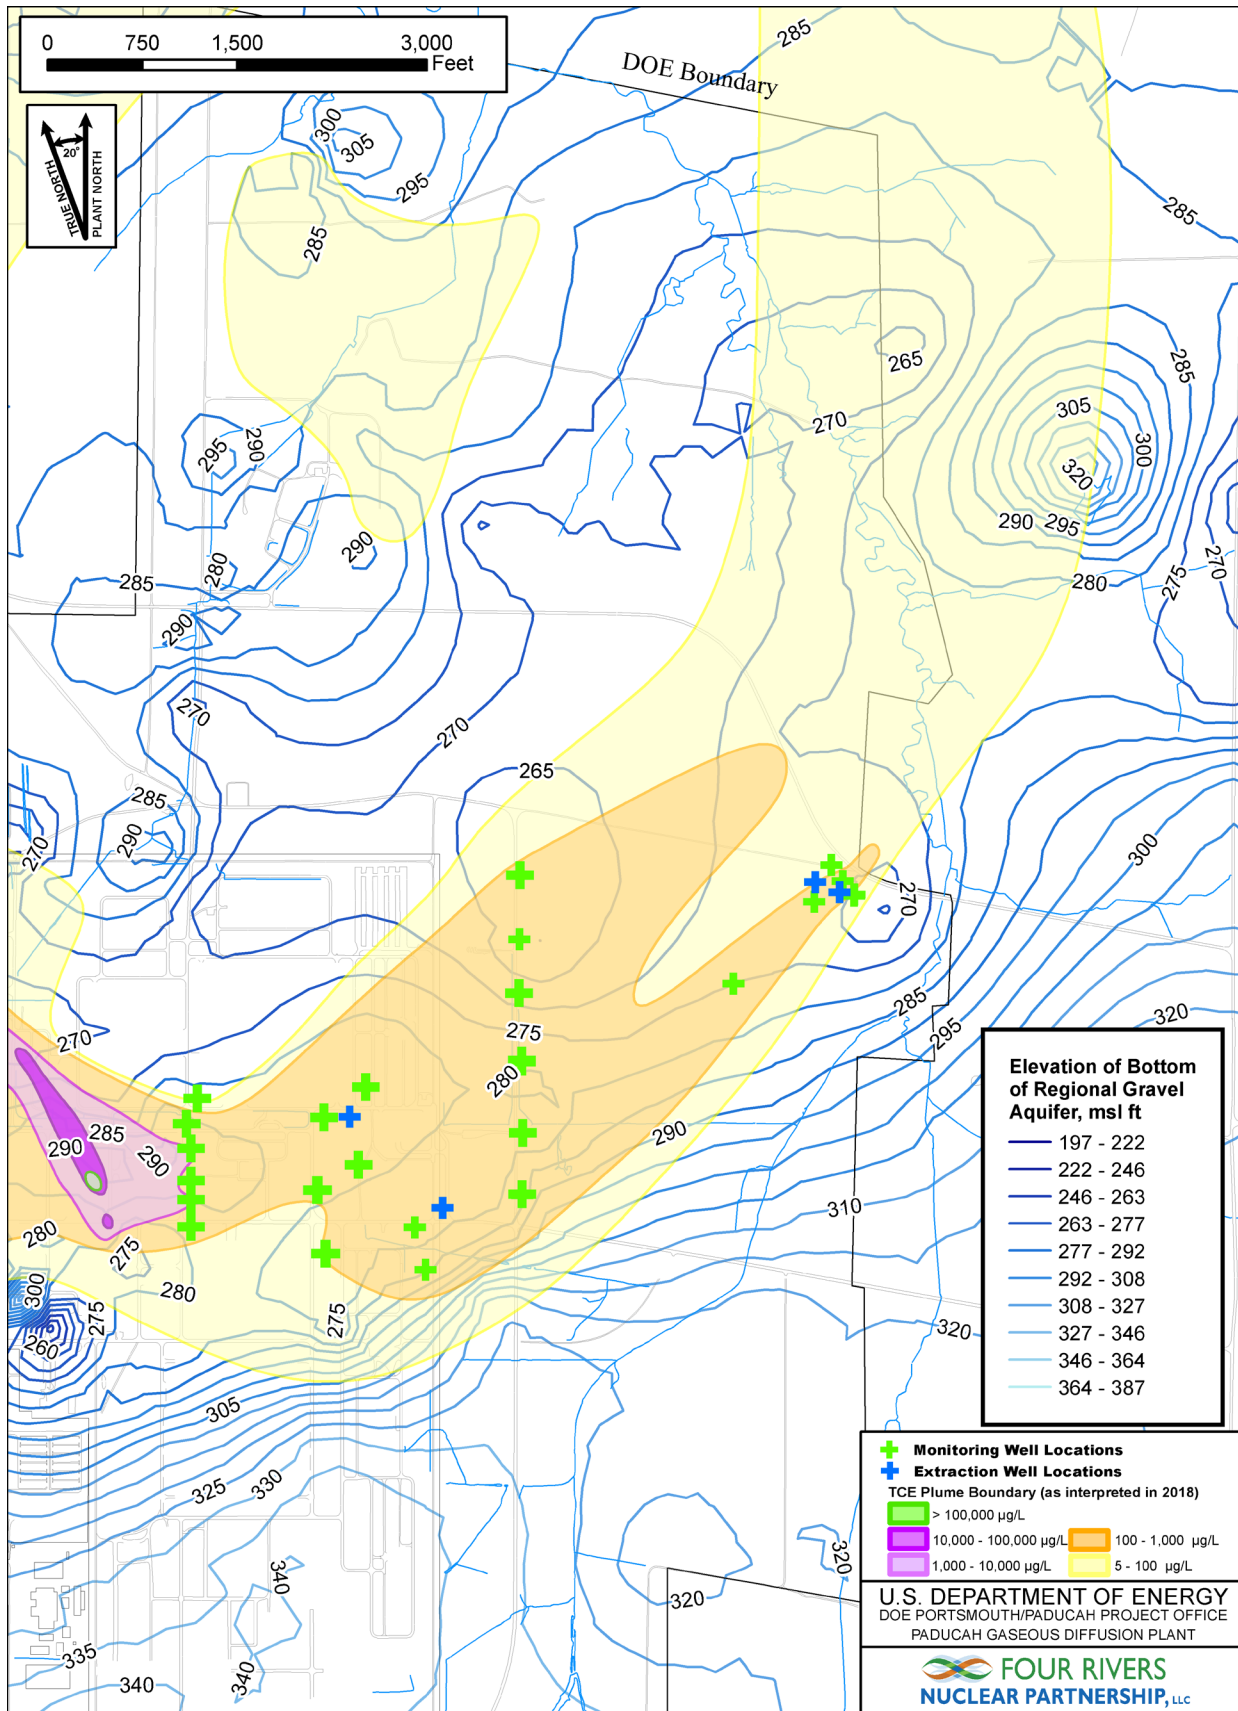 0 750 1,500 3,000
Feet
DOE Boundary
285
20°
TRUE NORTH
PLANT NORTH
300
305
295
285
285
265
285
305
270
300
320
290
295
290
295
290
280
285
290
280
275
270
270
270
265
285
290
270
300
270
285
295
320
275
270
280
290
285
290
290
310
280
275
280
300
275
275
260
320
305
325
330
340
320
320
335
340
340
Elevation of Bottom
of Regional Gravel
Aquifer, msl ft
197 - 222
222 - 246
246 - 263
263 - 277
277 - 292
292 - 308
308 - 327
327 - 346
346 - 364
364 - 387
Monitoring Well Locations
Extraction Well Locations
TCE Plume Boundary (as interpreted in 2018)
> 100,000 µg/L
10,000 - 100,000 µg/L
100 - 1,000 µg/L
1,000 - 10,000 µg/L
5 - 100 µg/L
U.S. DEPARTMENT OF ENERGY
DOE PORTSMOUTH/PADUCAH PROJECT OFFICE
PADUCAH GASEOUS DIFFUSION PLANT
FOUR RIVERS
NUCLEAR PARTNERSHIP, LLC